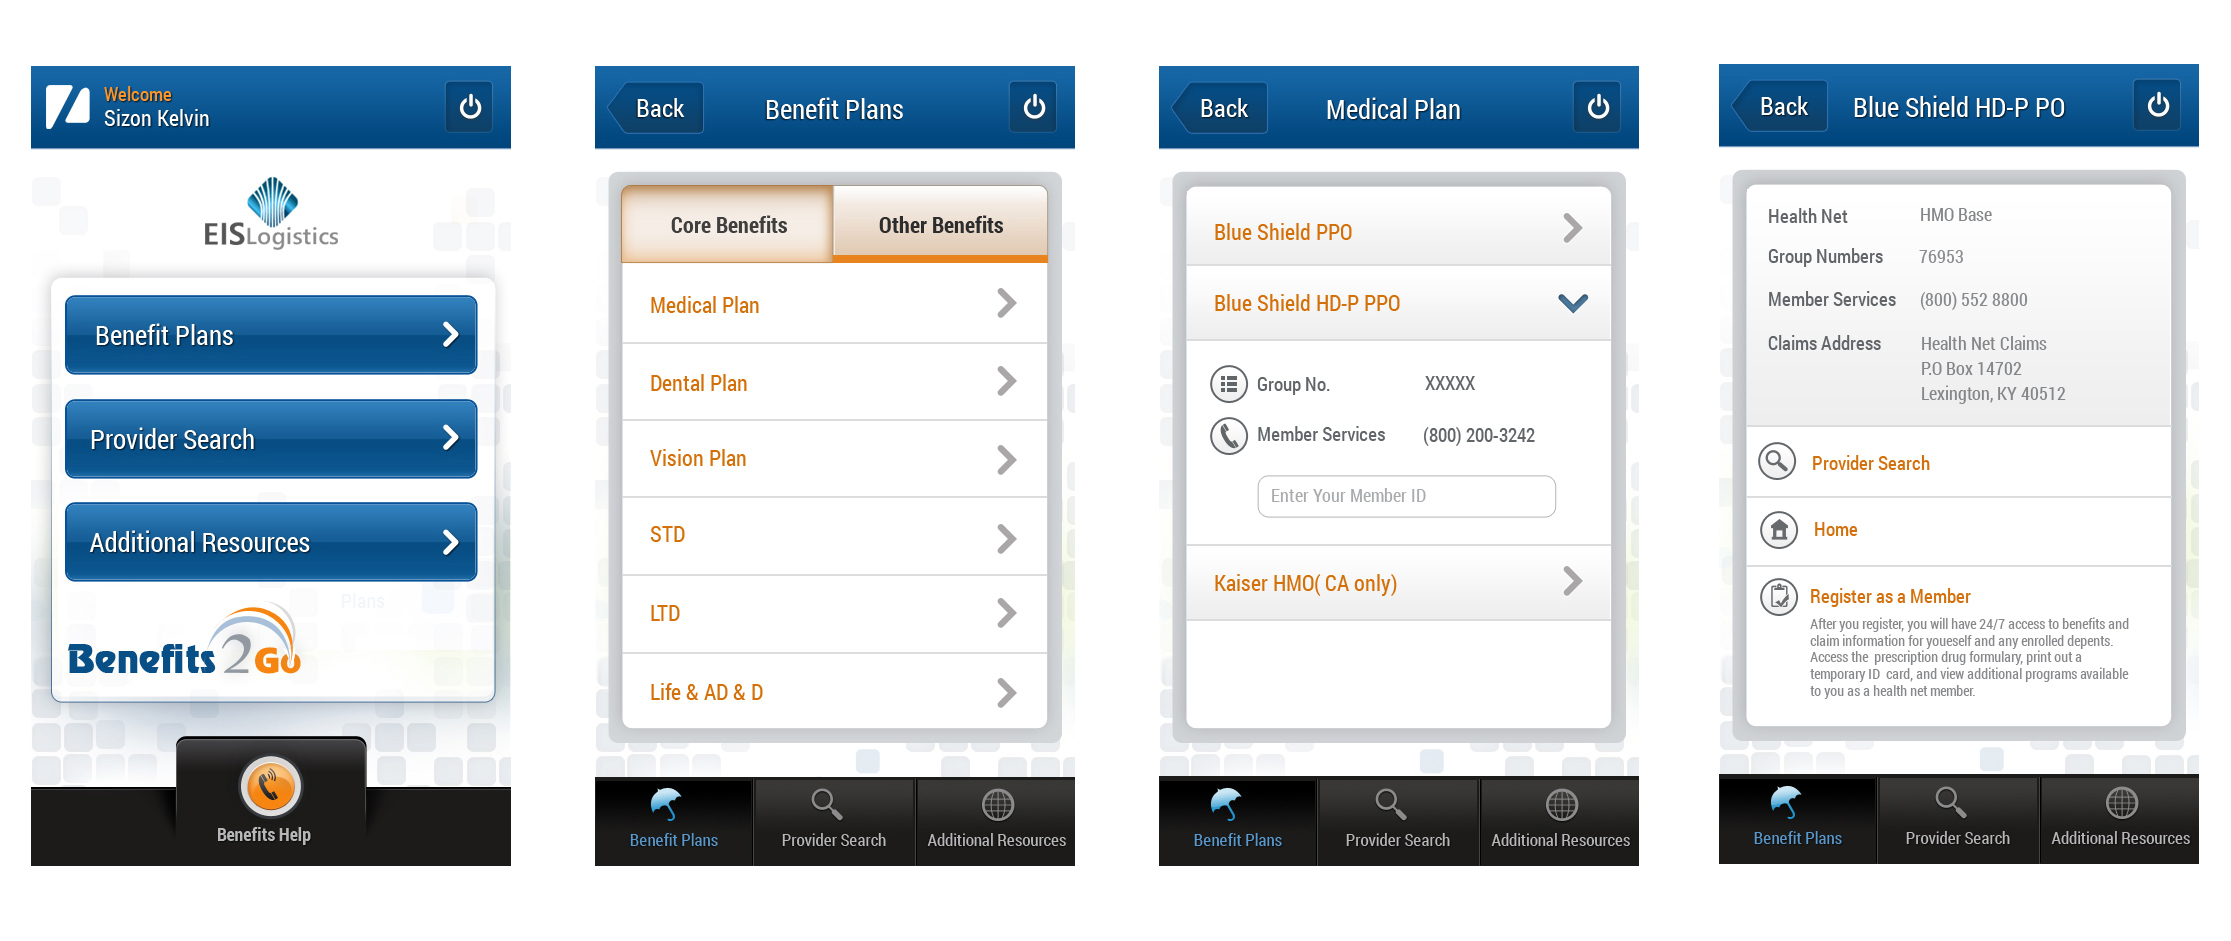 Welcome
Sizon Kelvin
EISLogistics
Benefit Plans
Provider Search
Additional Resources
Plans
Benefits 2Go
Benefits Help
Back
Benefit Plans
Core Benefits
Other Benefits
Medical Plan
Dental Plan
Vision Plan
STD
LTD
Life & AD & D
Benefit Plans
Provider Search
Additional Resources
Back
Medical Plan
Blue Shield PPO
Blue Shield HD-P PPO
Group No. XXXXX
Member Services (800) 200-3242
Enter Your Member ID
Kaiser HMO( CA only)
Benefit Plans
Provider Search
Additional Resources
Back
Blue Shield HD-P PO
Health Net HMO Base
Group Numbers 76953
Member Services (800) 552 8800
Claims Address Health Net Claims
P.O Box 14702
Lexington, KY 40512
Provider Search
Home
Register as a Member
After you register, you will have 24/7 access to benefits and
claim information for youeself and any enrolled depents.
Access the prescription drug formulary, print out a
temporary ID card, and view additional programs available
to you as a health net member.
Benefit Plans
Provider Search
Additional Resources